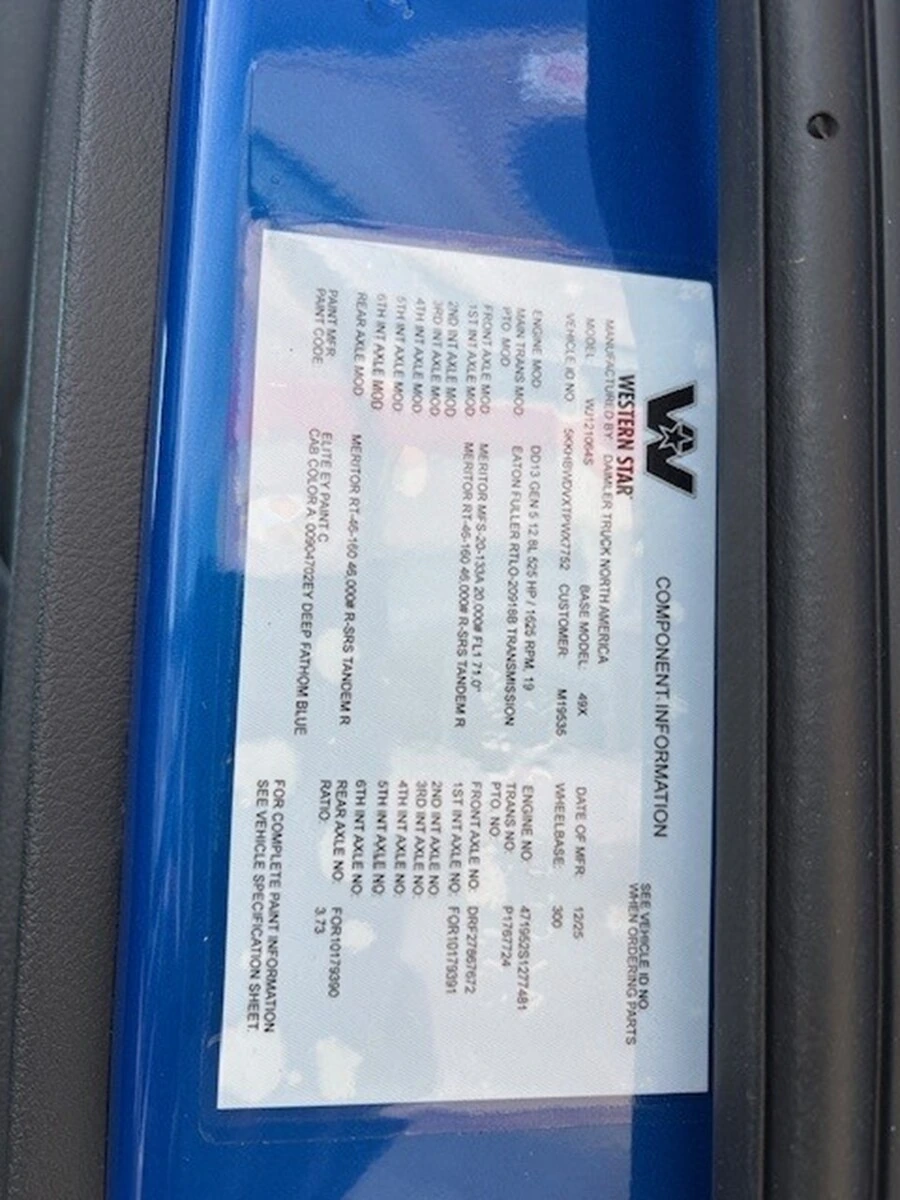 WESTERN STAR
COMPONENT INFORMATION
SEE VEHICLE ID NO.
WHEN ORDERING PARTS
MANUFACTURED BY: DAIMLER TRUCK NORTH AMERICA
MODEL: WJ121064S BASE MODEL: 49X DATE OF MFR: 12/25
VEHICLE ID NO. CUSTOMER: M19535 WHEELBASE: 300
ENGINE MOD: DD13 GEN 5 12.8L 525 HP / 1625 RPM, 19 ENGINE NO: 471952S1277481
MAIN TRANS MOD: EATON FULLER RTLO-20918B TRANSMISSION TRANS NO: P1767724
PTO MOD: PTO NO:
FRONT AXLE MOD: MERITOR MFS-20-133A 20,000# FL1 71.0" FRONT AXLE NO: DRF27867672
1ST INT AXLE MOD: MERITOR RT-46-160 46,000# R-SRS TANDEM R 1ST INT AXLE NO: FOR10179391
2ND INT AXLE MOD: 2ND INT AXLE NO:
3RD INT AXLE MOD: 3RD INT AXLE NO:
4TH INT AXLE MOD: 4TH INT AXLE NO:
5TH INT AXLE MOD: 5TH INT AXLE NO:
6TH INT AXLE MOD: 6TH INT AXLE NO:
REAR AXLE MOD: MERITOR RT-46-160 46,000# R-SRS TANDEM R REAR AXLE NO: FOR10179390
RATIO: 3.73
PAINT MFR: ELITE EY PAINT C
PAINT CODE: CAB COLOR A: 00904702EY DEEP FATHOM BLUE
FOR COMPLETE PAINT INFORMATION
SEE VEHICLE SPECIFICATION SHEET.